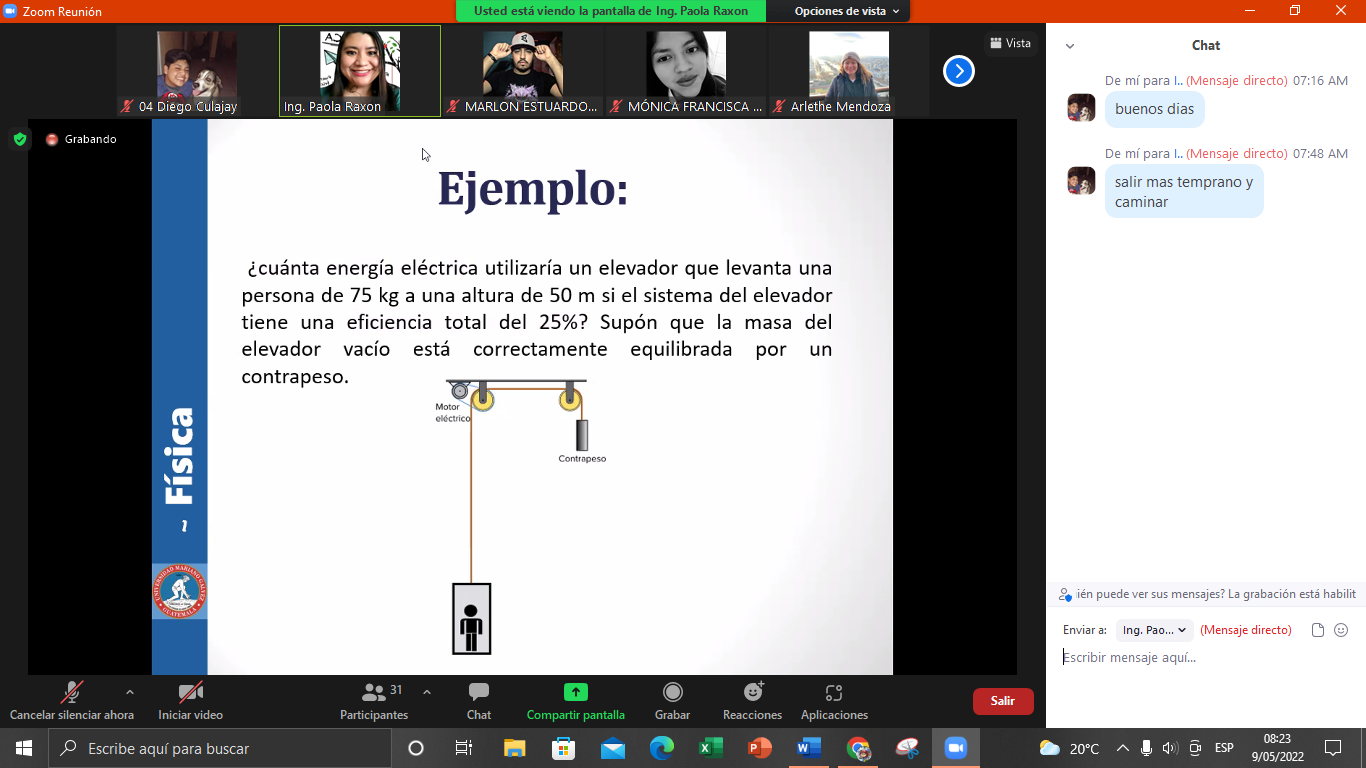 Zoom Reunión
Usted está viendo la pantalla de Ing. Paola Raxon
Opciones de vista
04 Diego Culajay
Ing. Paola Raxon
MARLON ESTUARDO...
MÓNICA FRANCISCA ...
Arlethe Mendoza
Vista
Grabando
Ejemplo:
¿cuánta energía eléctrica utilizaría un elevador que levanta una
persona de 75 kg a una altura de 50 m si el sistema del elevador
tiene una eficiencia total del 25%? Supón que la masa del
elevador vacío está correctamente equilibrada por un
contrapeso.
Motor
eléctrico
Contrapeso
~ Física
UNIVERSIDAD MARIANO GALVEZ
GUATEMALA
Chat
De mí para I.. (Mensaje directo) 07:16 AM
buenos dias
De mí para I.. (Mensaje directo) 07:48 AM
salir mas temprano y
caminar
ién puede ver sus mensajes? La grabación está habilit
Enviar a: Ing. Pao... (Mensaje directo)
Escribir mensaje aquí...
Cancelar silenciar ahora
Iniciar video
Participantes
31
Chat
Compartir pantalla
Grabar
Reacciones
Aplicaciones
Salir
Escribe aquí para buscar
20°C
ESP
08:23
9/05/2022